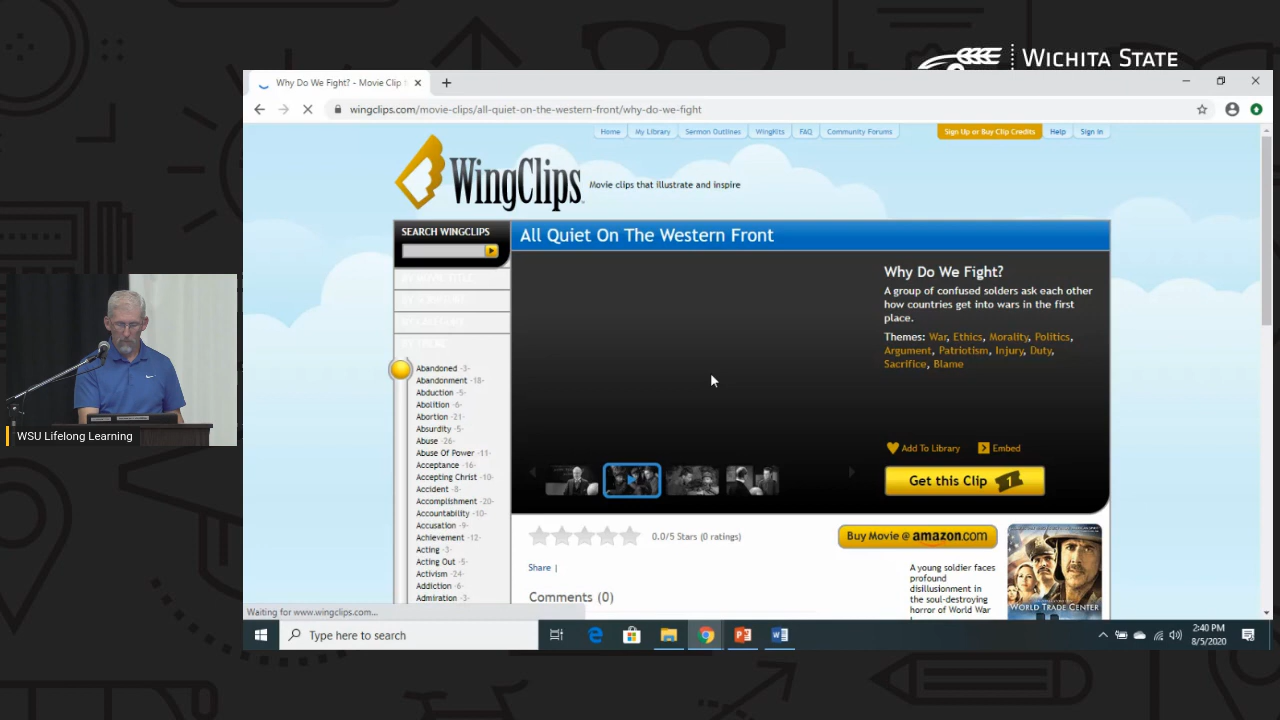 WICHITA STATE
Why Do We Fight? - Movie Clip
wingclips.com/movie-clips/all-quiet-on-the-western-front/why-do-we-fight
Home
My Library
Sermon Outlines
WingKits
FAQ
Community Forums
Sign Up or Buy Clip Credits
Help
Sign In
WingClips
Movie clips that illustrate and inspire
SEARCH WINGCLIPS
All Quiet On The Western Front
BY MOVIE TITLE
BY THEME
Abandoned -3-
Abandonment -18-
Abduction -5-
Abolition -6-
Abortion -21-
Absurdity -5-
Abuse -26-
Abuse Of Power -11-
Acceptance -16-
Accepting Christ -10-
Accident -8-
Accomplishment -20-
Accountability -10-
Accusation -9-
Achievement -12-
Acting -3-
Acting Out -5-
Activism -24-
Addiction -6-
Admiration -3-
Why Do We Fight?
A group of confused solders ask each other
how countries get into wars in the first
place.
Themes: War, Ethics, Morality, Politics,
Argument, Patriotism, Injury, Duty,
Sacrifice, Blame
Add To Library
Embed
Get this Clip 1
0.0/5 Stars (0 ratings)
Buy Movie @ amazon.com
Share |
Comments (0)
A young soldier faces
profound
disillusionment in
the soul-destroying
horror of World War
WORLD TRADE CENTER
Waiting for www.wingclips.com...
WSU Lifelong Learning
Type here to search
2:40 PM
8/5/2020